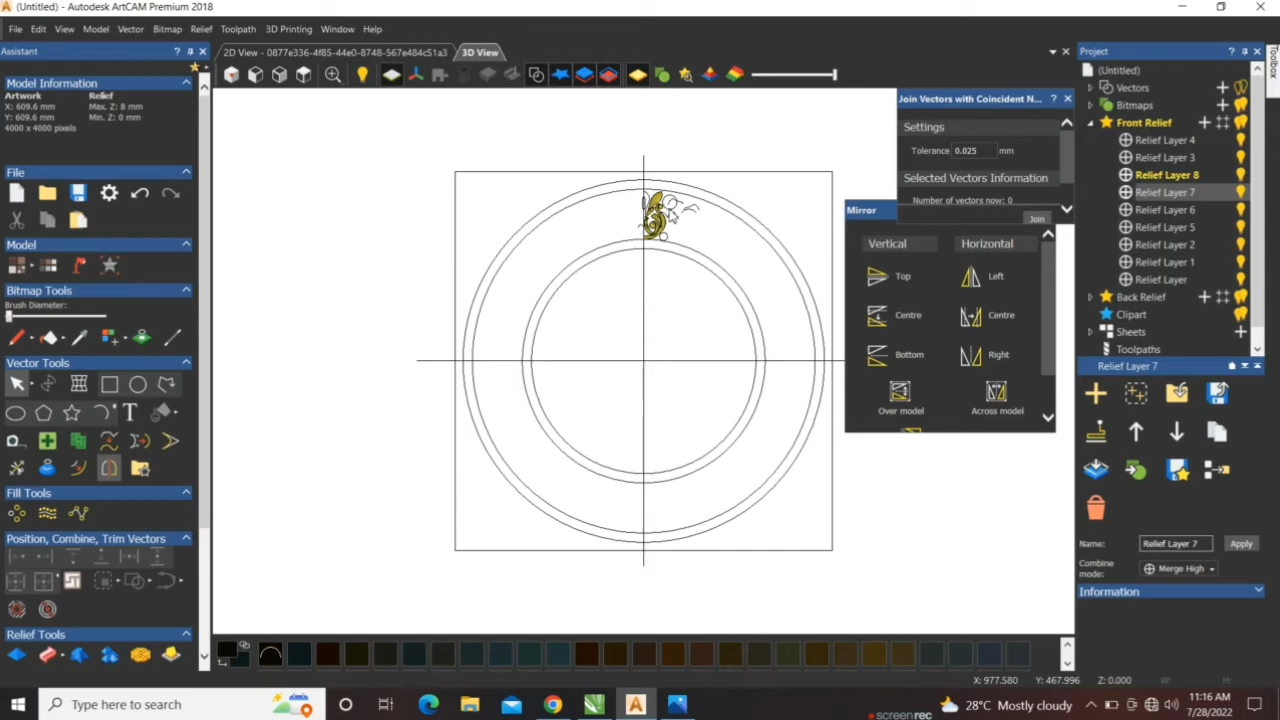 (Untitled) - Autodesk ArtCAM Premium 2018
File Edit View Model Vector Bitmap Relief Toolpath 3D Printing Window Help
Assistant
2D View - 0877e336-4f85-44e0-8748-567e484c51a3
3D View
Project
Toolbox
Model Information
Artwork Relief
X: 609.6 mm Max. Z: 8 mm
Y: 609.6 mm Min. Z: 0 mm
4000 x 4000 pixels
File
Model
Bitmap Tools
Brush Diameter:
Vector Tools
Fill Tools
Position, Combine, Trim Vectors
Relief Tools
Join Vectors with Coincident N...
Settings
Tolerance 0.025 mm
Selected Vectors Information
Number of vectors now: 0
Join
Mirror
Vertical Horizontal
Top Left
Centre Centre
Bottom Right
Over model Across model
(Untitled)
Vectors
Bitmaps
Front Relief
Relief Layer 4
Relief Layer 3
Relief Layer 8
Relief Layer 7
Relief Layer 6
Relief Layer 5
Relief Layer 2
Relief Layer 1
Relief Layer
Back Relief
Clipart
Sheets
Toolpaths
Relief Layer 7
Name: Relief Layer 7 Apply
Combine mode: Merge High
Information
X: 977.580 Y: 467.996 Z: 0.000 W: H:
Type here to search
28°C Mostly cloudy
11:16 AM
7/28/2022
screenrec